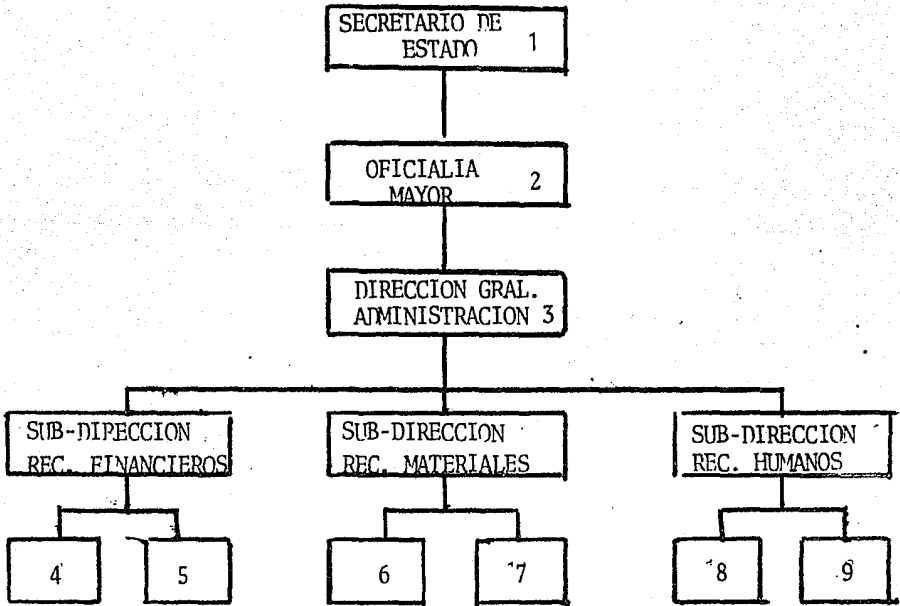 SECRETARIO DE
ESTADO 1
OFICIALIA
MAYOR 2
DIRECCION GRAL.
ADMINISTRACION 3
SUB-DIRECCION
REC. FINANCIEROS
SUB-DIRECCION
REC. MATERIALES
SUB-DIRECCION
REC. HUMANOS
4 5 6 7 8 9